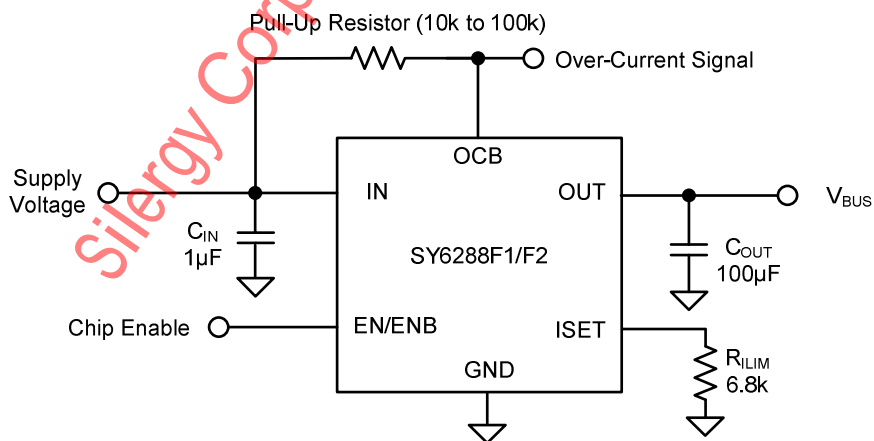 Pull-Up Resistor (10k to 100k)
Over-Current Signal
OCB
Supply
Voltage
IN
OUT
VBUS
CIN
1µF
SY6288F1/F2
COUT
100µF
Chip Enable
EN/ENB
ISET
GND
RILIM
6.8k
Silergy Corp